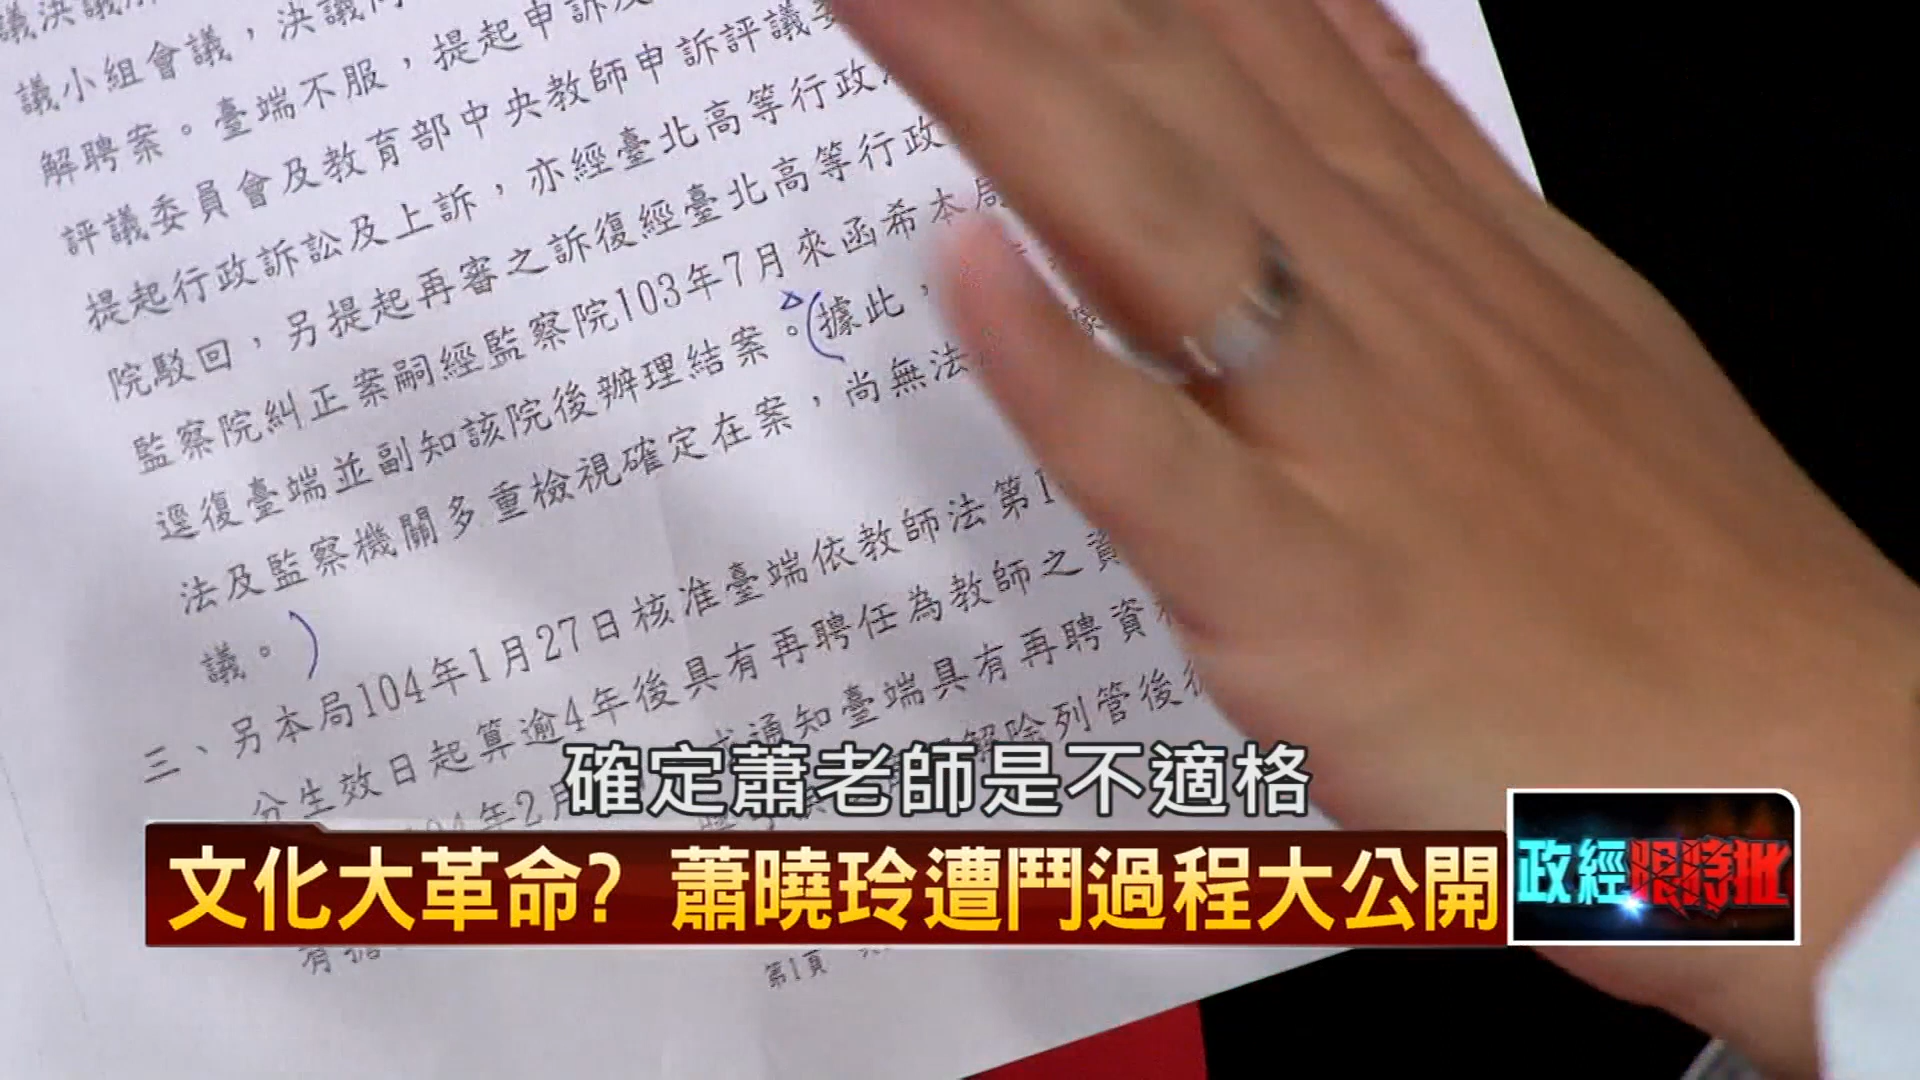 議小組會議，決議
解聘案。臺端不服，提起申訴
評議委員會及教育部中央教師申訴評議
提起行政訴訟及上訴，亦經臺北高等行政
院駁回，另提起再審之訴復經臺北高等行政
監察院糾正案嗣經監察院103年7月來函希本局
逕復臺端並副知該院後辦理結案。據此，
法及監察機關多重檢視確定在案，尚無法
議。
三、另本局104年1月27日核准臺端依教師法第1
分生效日起算逾4年後具有再聘任為教師之資
通知臺端具有再聘資
年2月
解除列管後
確定蕭老師是不適格
文化大革命? 蕭曉玲遭鬥過程大公開
政經眼特批
第1頁